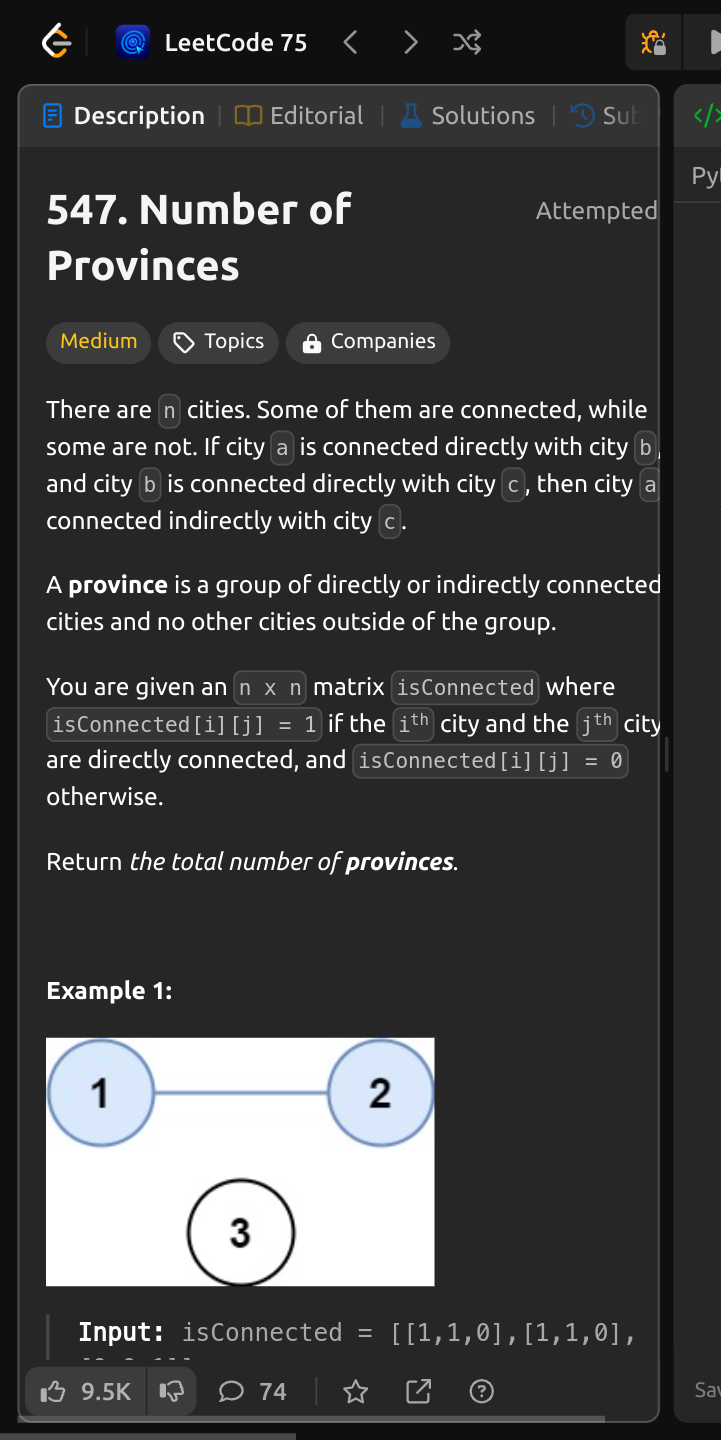 LeetCode 75
Description
Editorial
Solutions
Sub
Py
547. Number of
Provinces
Attempted
Medium
Topics
Companies
There are n cities. Some of them are connected, while
some are not. If city a is connected directly with city b,
and city b is connected directly with city c, then city a
connected indirectly with city c.
A province is a group of directly or indirectly connected
cities and no other cities outside of the group.
You are given an n x n matrix isConnected where
isConnected[i][j] = 1 if the ith city and the jth city
are directly connected, and isConnected[i][j] = 0
otherwise.
Return the total number of provinces.
Example 1:
1
2
3
Input: isConnected = [[1,1,0],[1,1,0],
9.5K
74
Sav